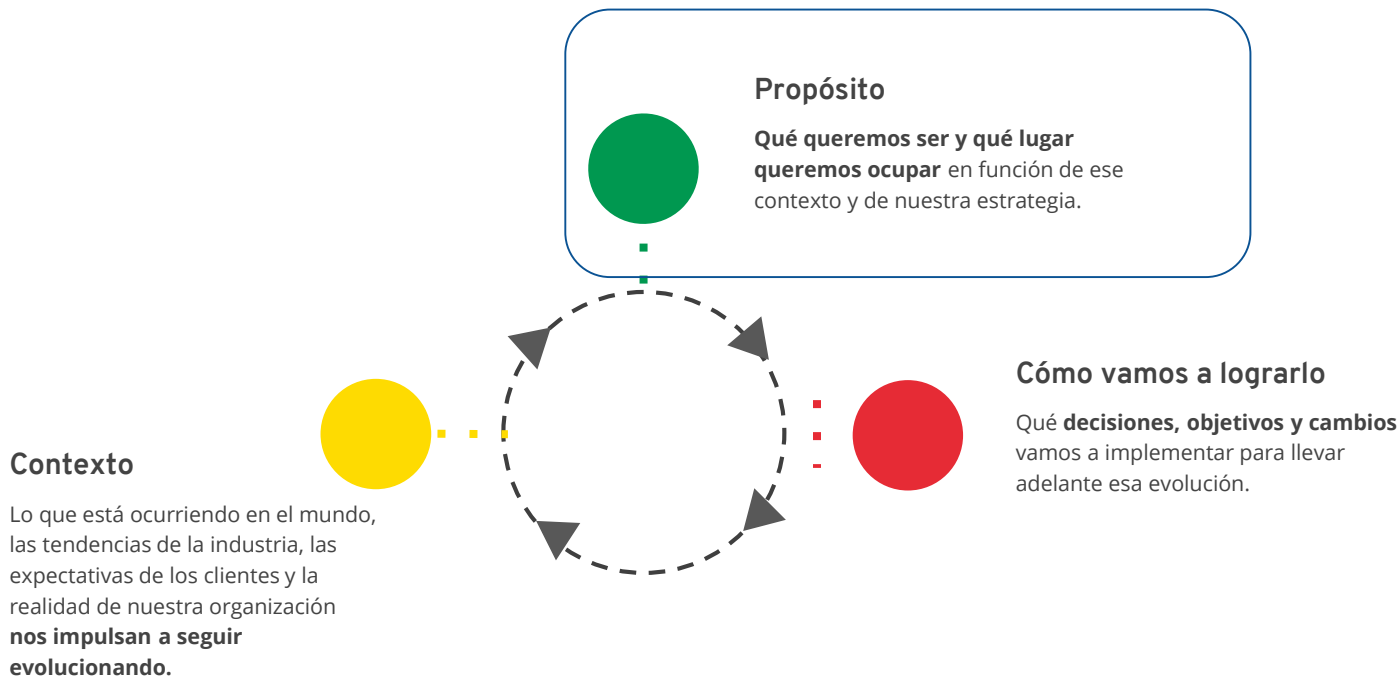 Propósito
Qué queremos ser y qué lugar
queremos ocupar en función de ese
contexto y de nuestra estrategia.
Cómo vamos a lograrlo
Qué decisiones, objetivos y cambios
vamos a implementar para llevar
adelante esa evolución.
Contexto
Lo que está ocurriendo en el mundo,
las tendencias de la industria, las
expectativas de los clientes y la
realidad de nuestra organización
nos impulsan a seguir
evolucionando.